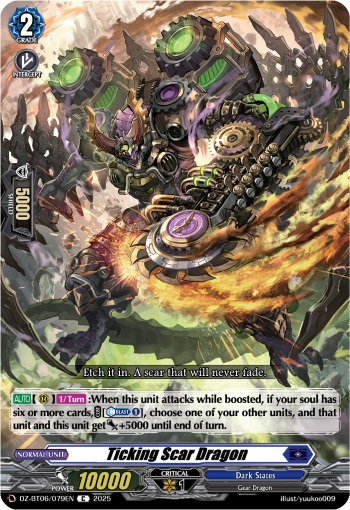 2
GRADE
INTERCEPT
5000
SHIELD
Etch it in. A scar that will never fade.
AUTO 1/Turn :When this unit attacks while boosted, if your soul has
six or more cards, [BLAST 1], choose one of your other units, and that
unit and this unit get +5000 until end of turn.
NORMAL UNIT Ticking Scar Dragon
POWER 10000 CRITICAL 1 Dark States
Gear Dragon
DZ-BT06/079EN C 2025 illust/yuukoo009